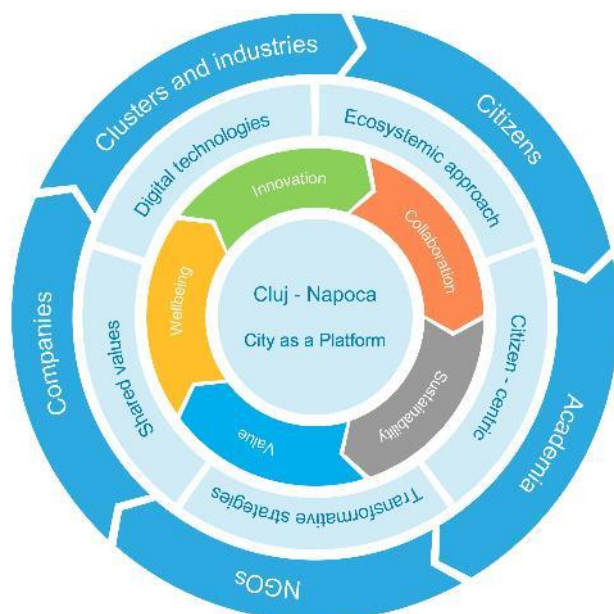 Clusters and industries
Citizens
Academia
NGOs
Companies
Digital technologies
Ecosystemic approach
Citizen - centric
Transformative strategies
Shared values
Innovation
Collaboration
Sustainability
Value
Wellbeing
Cluj - Napoca
City as a Platform